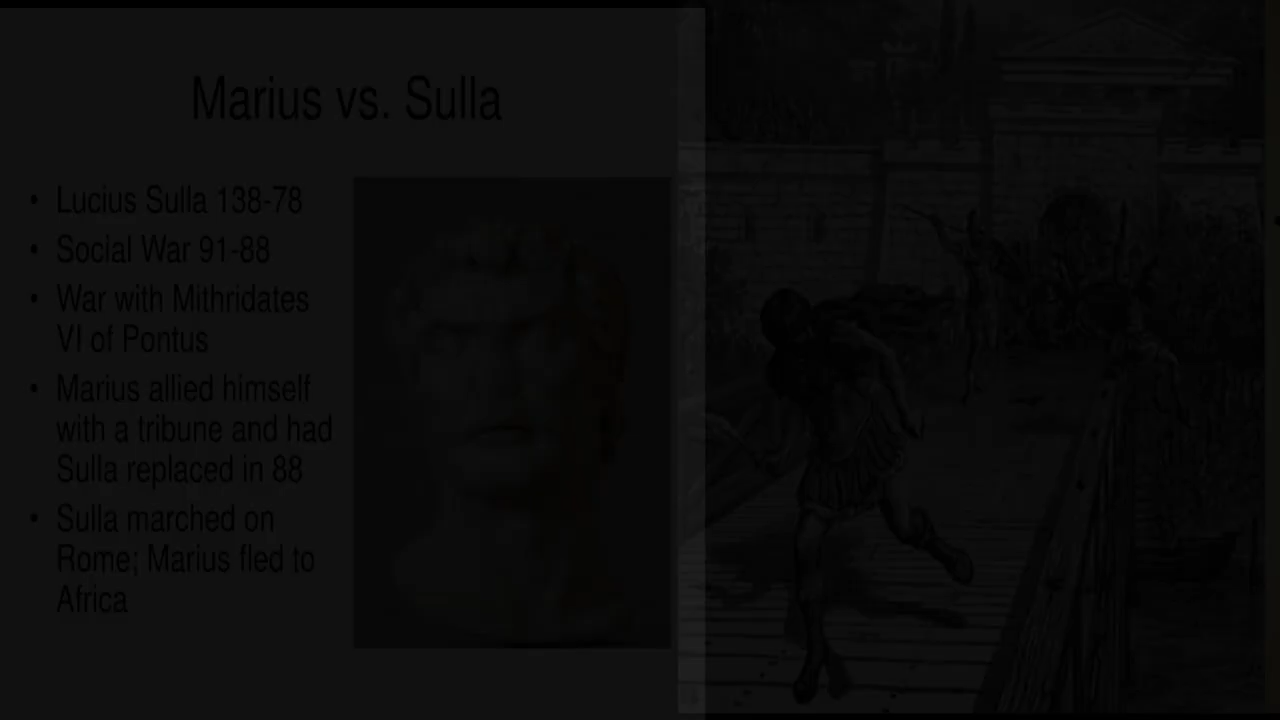 Marius vs. Sulla
• Lucius Sulla 138-78
• Social War 91-88
• War with Mithridates
VI of Pontus
• Marius allied himself
with a tribune and had
Sulla replaced in 88
• Sulla marched on
Rome; Marius fled to
Africa